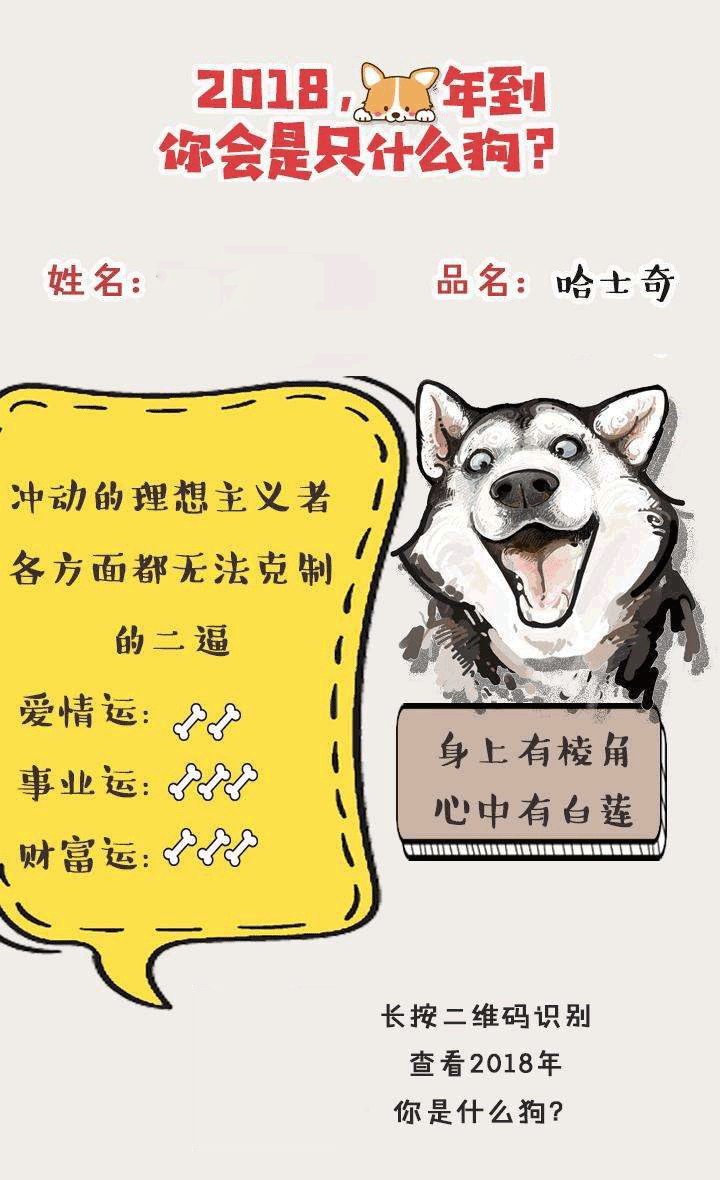 2018，年到
你会是只什么狗？
姓名:
品名: 哈士奇
冲动的理想主义者
各方面都无法克制
的二逼
爱情运:
事业运:
财富运:
身上有棱角
心中有白莲
长按二维码识别
查看2018年
你是什么狗?